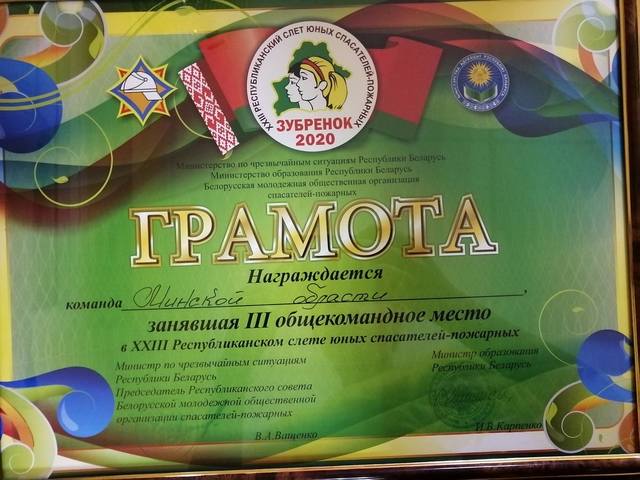 XXIII РЕСПУБЛИКАНСКИЙ СЛЕТ ЮНЫХ СПАСАТЕЛЕЙ-ПОЖАРНЫХ
ЗУБРЕНОК
2020
Министерство по чрезвычайным ситуациям Республики Беларусь
Министерство образования Республики Беларусь
Белорусская молодежная общественная организация
спасателей-пожарных
ГРАМОТА
Награждается
команда Минской области,
занявшая III общекомандное место
в XXIII Республиканском слете юных спасателей-пожарных
Министр по чрезвычайным ситуациям
Республики Беларусь
Председатель Республиканского совета
Белорусской молодежной общественной
организации спасателей-пожарных
В.А.Ващенко
Министр образования
Республики Беларусь
И.В.Карпенко